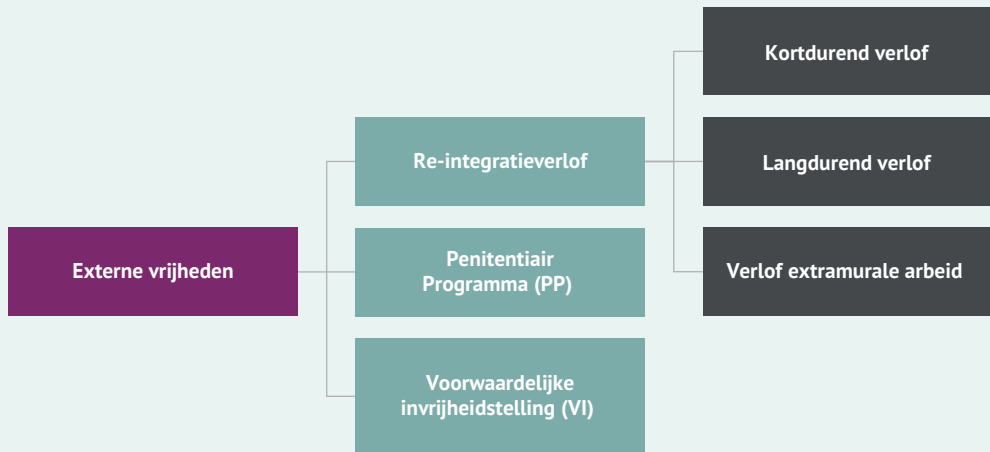 Externe vrijheden
Re-integratieverlof
Penitentiair
Programma (PP)
Voorwaardelijke
invrijheidstelling (VI)
Kortdurend verlof
Langdurend verlof
Verlof extramurale arbeid